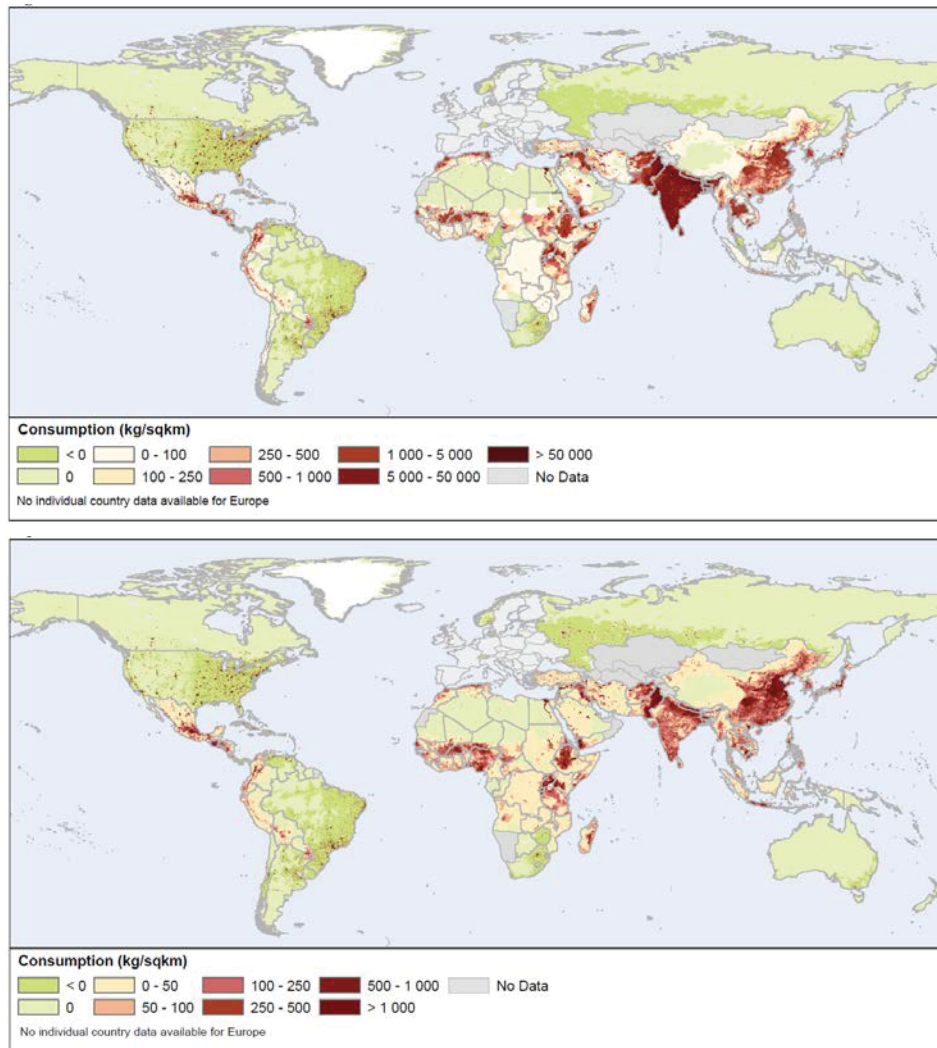 Consumption (kg/sqkm)
< 0 0 - 100 250 - 500 1 000 - 5 000 > 50 000
0 100 - 250 500 - 1 000 5 000 - 50 000 No Data
No individual country data available for Europe
Consumption (kg/sqkm)
< 0 0 - 50 100 - 250 500 - 1 000 No Data
0 50 - 100 250 - 500 > 1 000
No individual country data available for Europe